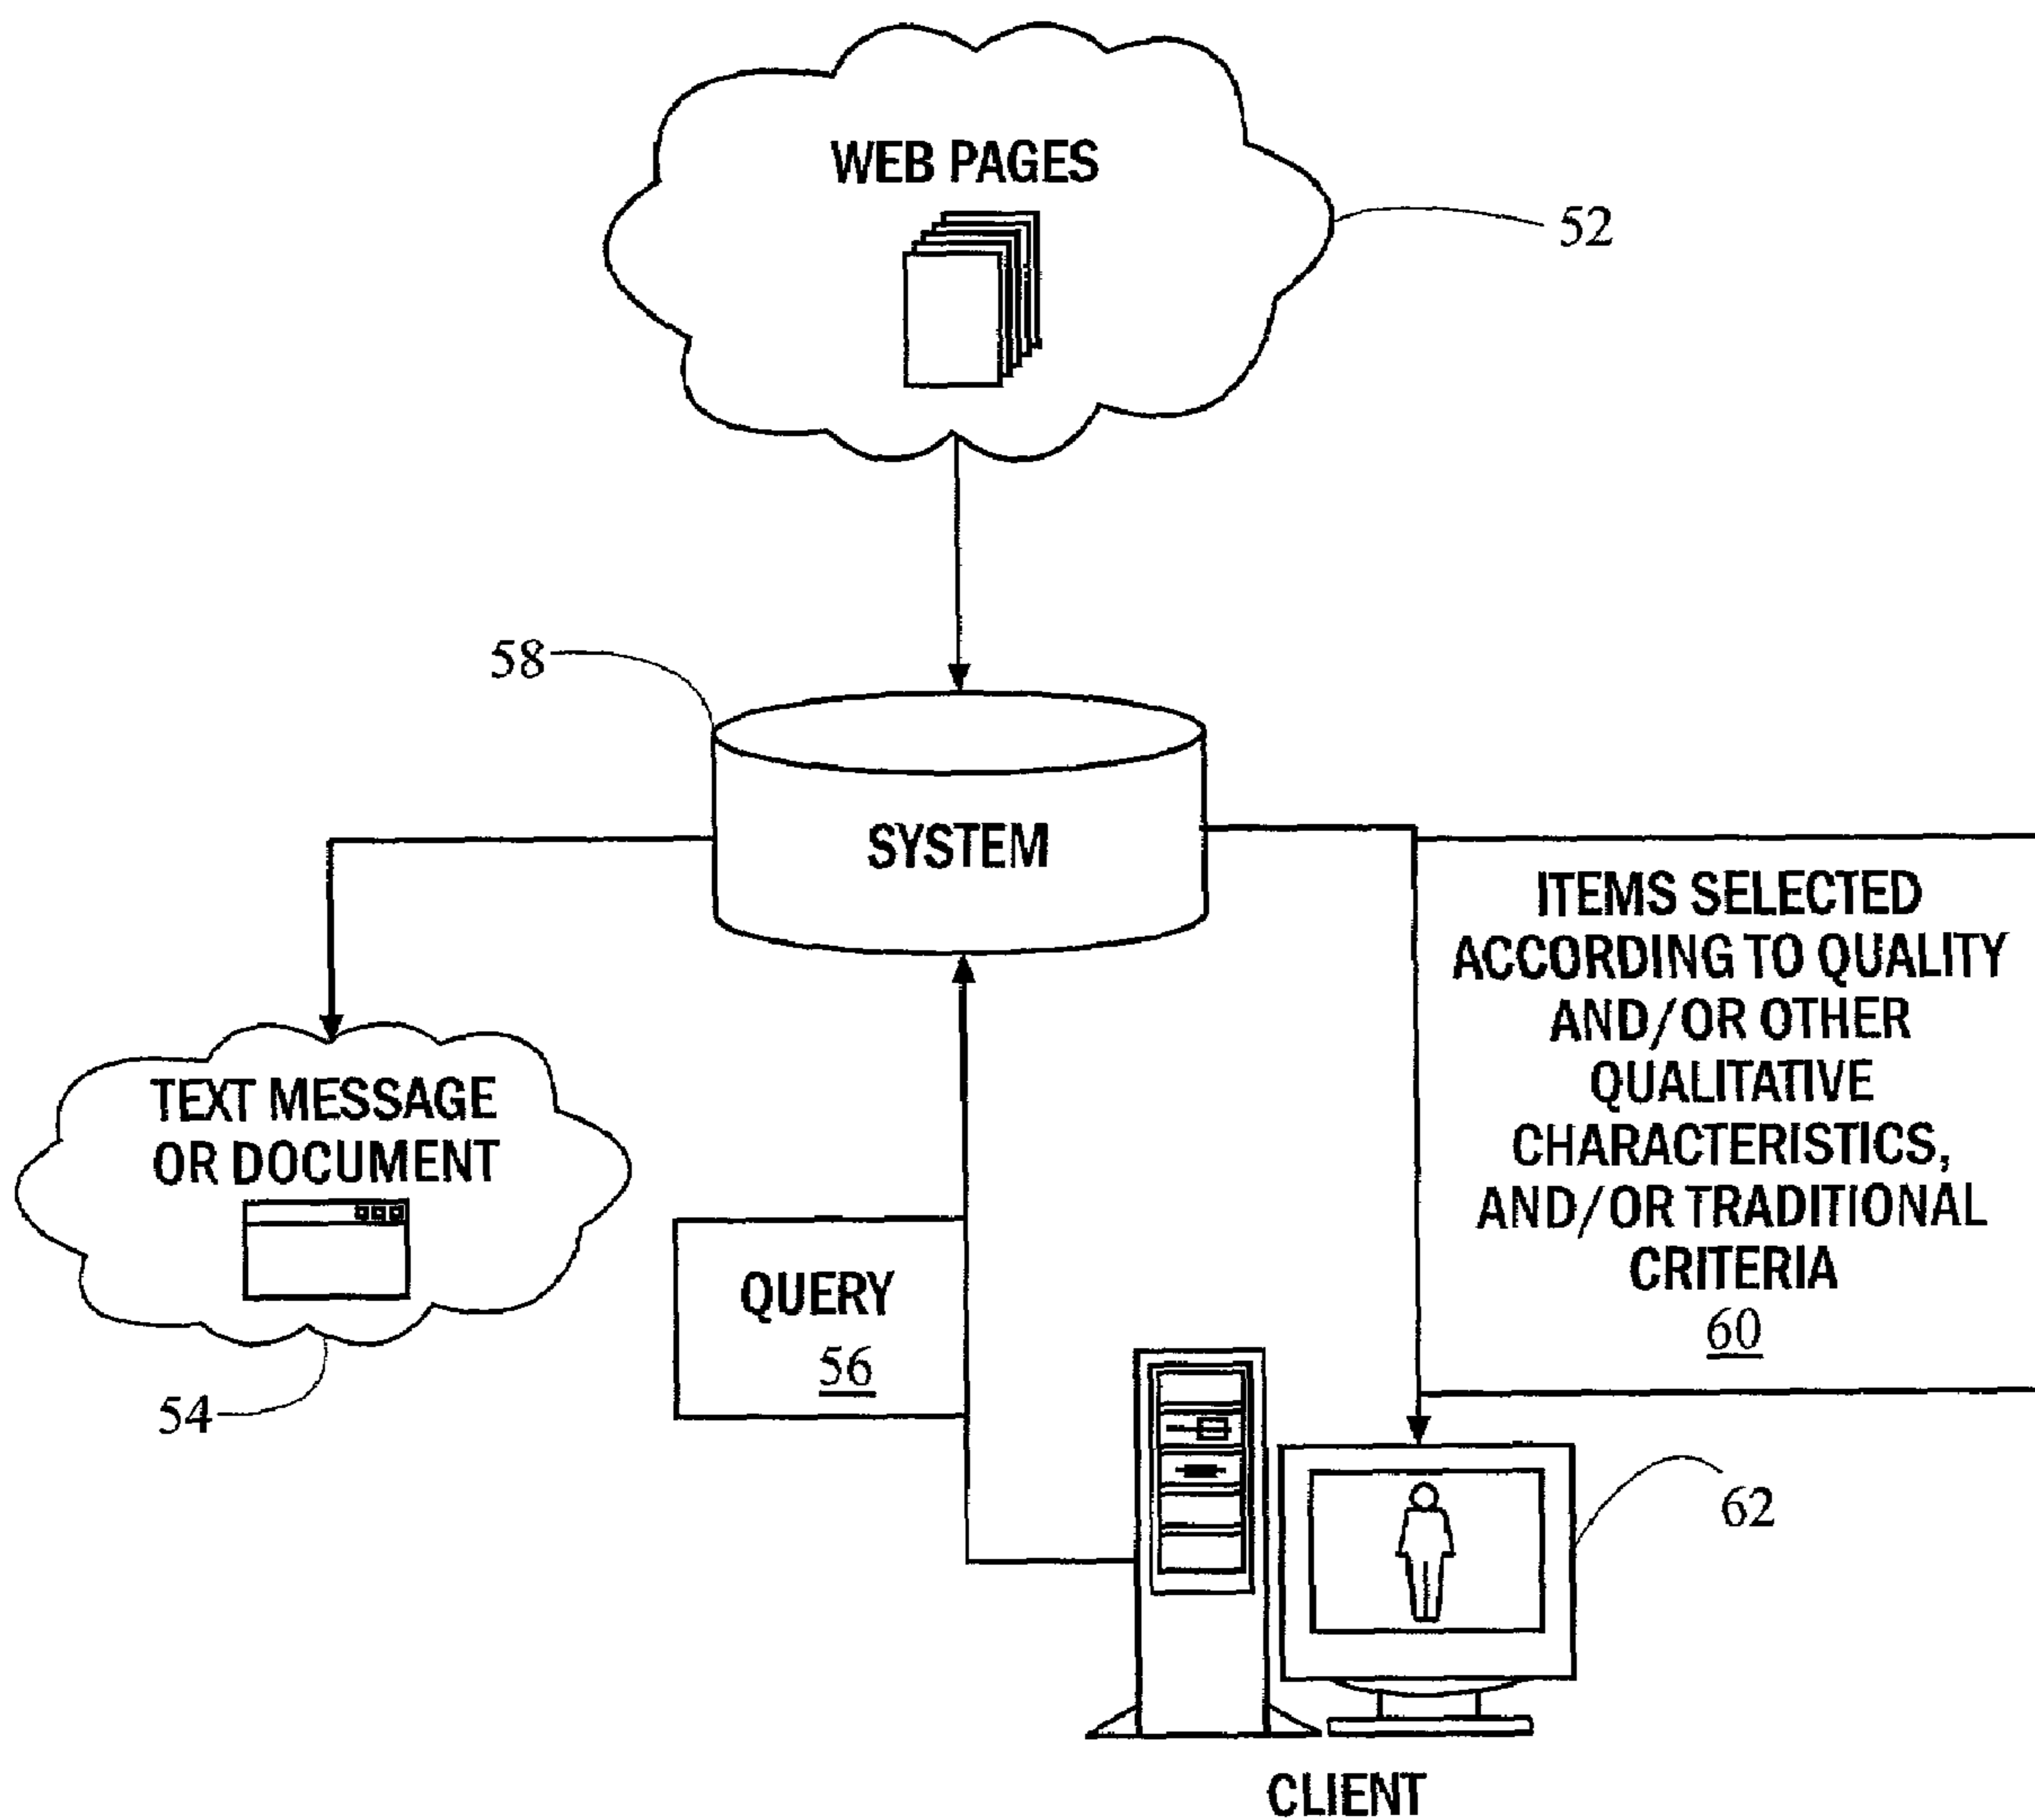 WEB PAGES
52
58
SYSTEM
ITEMS SELECTED
ACCORDING TO QUALITY
AND/OR OTHER
QUALITATIVE
CHARACTERISTICS,
AND/OR TRADITIONAL
CRITERIA
60
TEXT MESSAGE
OR DOCUMENT
54
QUERY
56
62
CLIENT